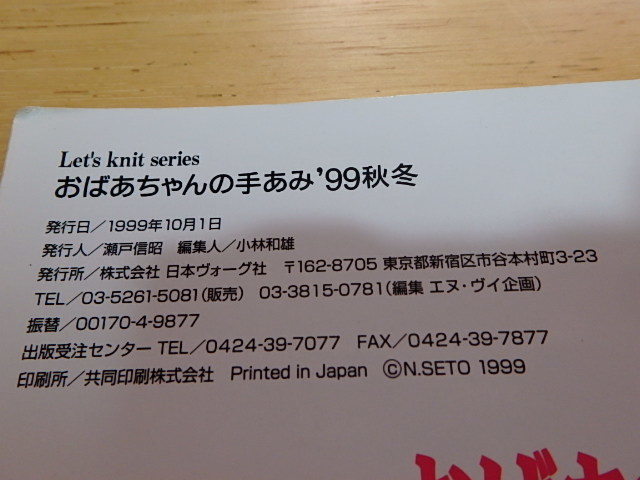 Let's knit series
おばあちゃんの手あみ'99秋冬
発行日／1999年10月1日
発行人／瀬戸信昭　編集人／小林和雄
発行所／株式会社 日本ヴォーグ社　〒162-8705 東京都新宿区市谷本村町3-23
TEL／03-5261-5081（販売）　03-3815-0781（編集 エヌ・ヴイ企画）
振替／00170-4-9877
出版受注センター TEL／0424-39-7077　FAX／0424-39-7877
印刷所／共同印刷株式会社　Printed in Japan　©N.SETO 1999